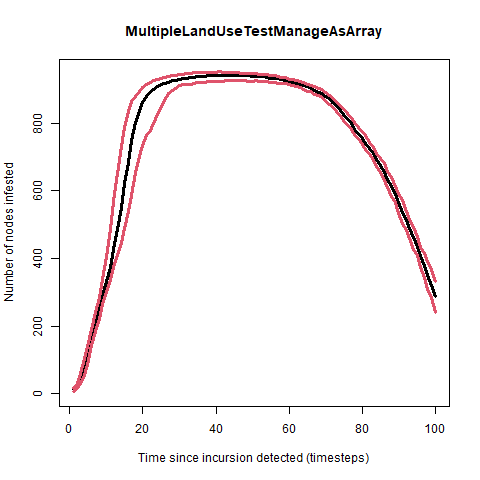 MultipleLandUseTestManageAsArray
Number of nodes infested
800
600
400
200
0
0 20 40 60 80 100
Time since incursion detected (timesteps)